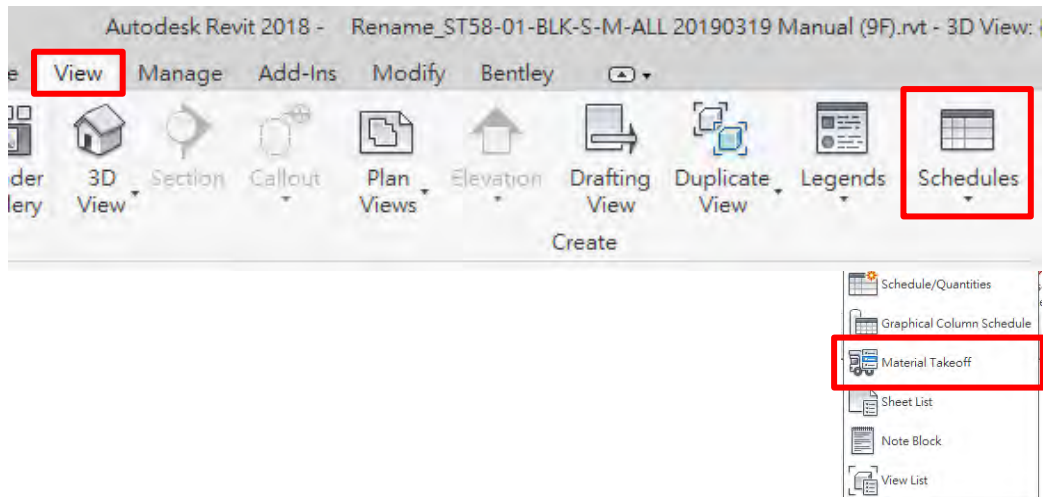 Autodesk Revit 2018 - Rename_ST58-01-BLK-S-M-ALL 20190319 Manual (9F).rvt - 3D View:
View Manage Add-Ins Modify Bentley
3D View
Section
Callout
Plan Views
Elevation
Drafting View
Duplicate View
Legends
Schedules
Create
Schedule/Quantities
Graphical Column Schedule
Material Takeoff
Sheet List
Note Block
View List